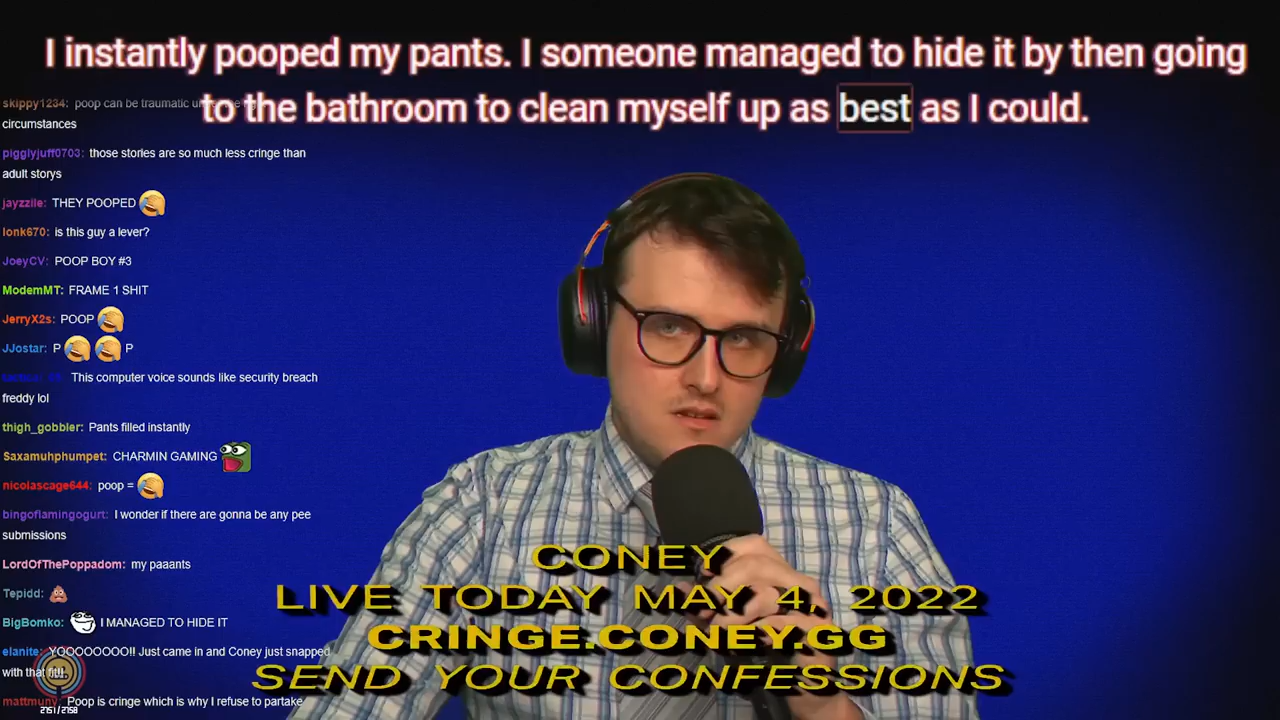 I instantly pooped my pants. I someone managed to hide it by then going
to the bathroom to clean myself up as best as I could.
skippy1234: poop can be traumatic
circumstances
pigglyjuff0703: those stories are so much less cringe than
adult storys
jayzzile: THEY POOPED
lonk670: is this guy a lever?
JoeyCV: POOP BOY #3
ModemMT: FRAME 1 SHIT
JerryX2s: POOP
JJostar: P P
This computer voice sounds like security breach
freddy lol
thigh_gobbler: Pants filled instantly
Saxamuhphumpet: CHARMIN GAMING
nicolascage644: poop =
bingoflamingogurt: I wonder if there are gonna be any pee
submissions
LordOfThePoppadom: my paaants
Tepidd:
BigBomko: I MANAGED TO HIDE IT
elanite: YOOOOOOOO!! Just came in and Coney just snapped
with that fit!!
mattmuny: Poop is cringe which is why I refuse to partake
2751/2758
CONEY
LIVE TODAY MAY 4, 2022
CRINGE.CONEY.GG
SEND YOUR CONFESSIONS